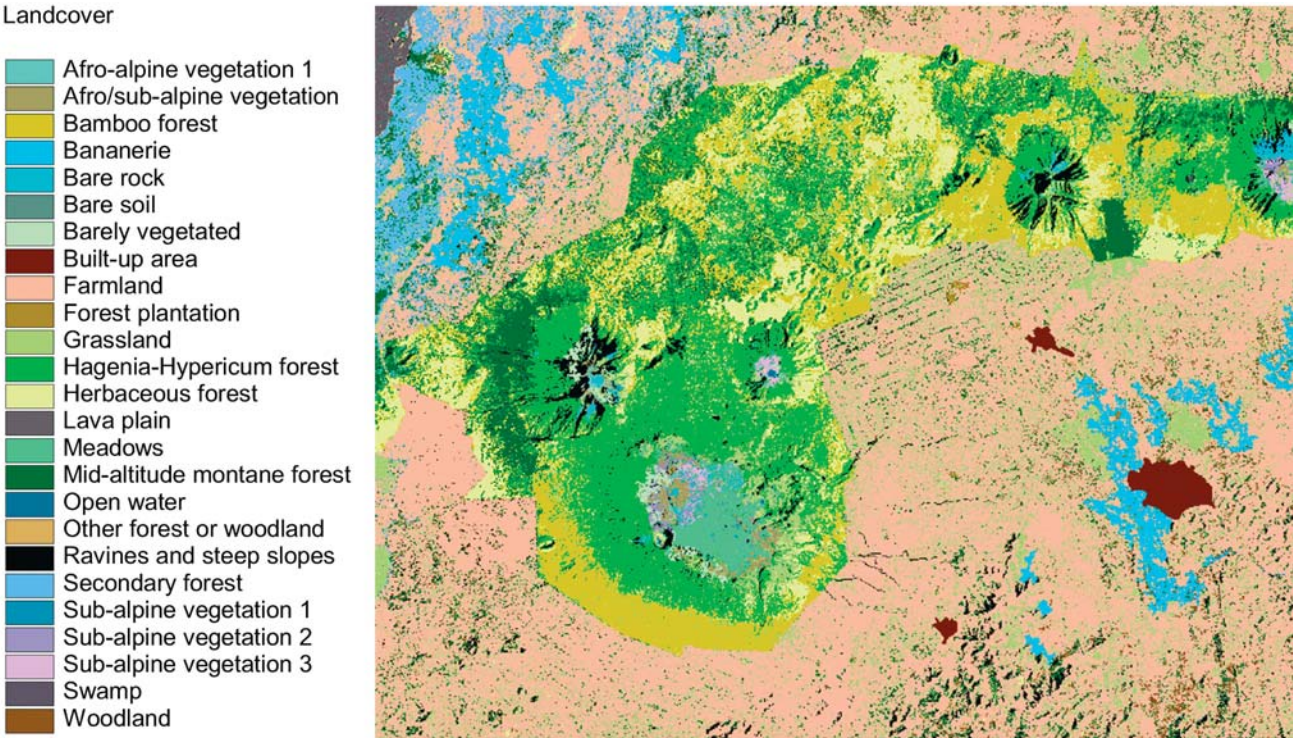 Landcover
Afro-alpine vegetation 1
Afro/sub-alpine vegetation
Bamboo forest
Bananerie
Bare rock
Bare soil
Barely vegetated
Built-up area
Farmland
Forest plantation
Grassland
Hagenia-Hypericum forest
Herbaceous forest
Lava plain
Meadows
Mid-altitude montane forest
Open water
Other forest or woodland
Ravines and steep slopes
Secondary forest
Sub-alpine vegetation 1
Sub-alpine vegetation 2
Sub-alpine vegetation 3
Swamp
Woodland